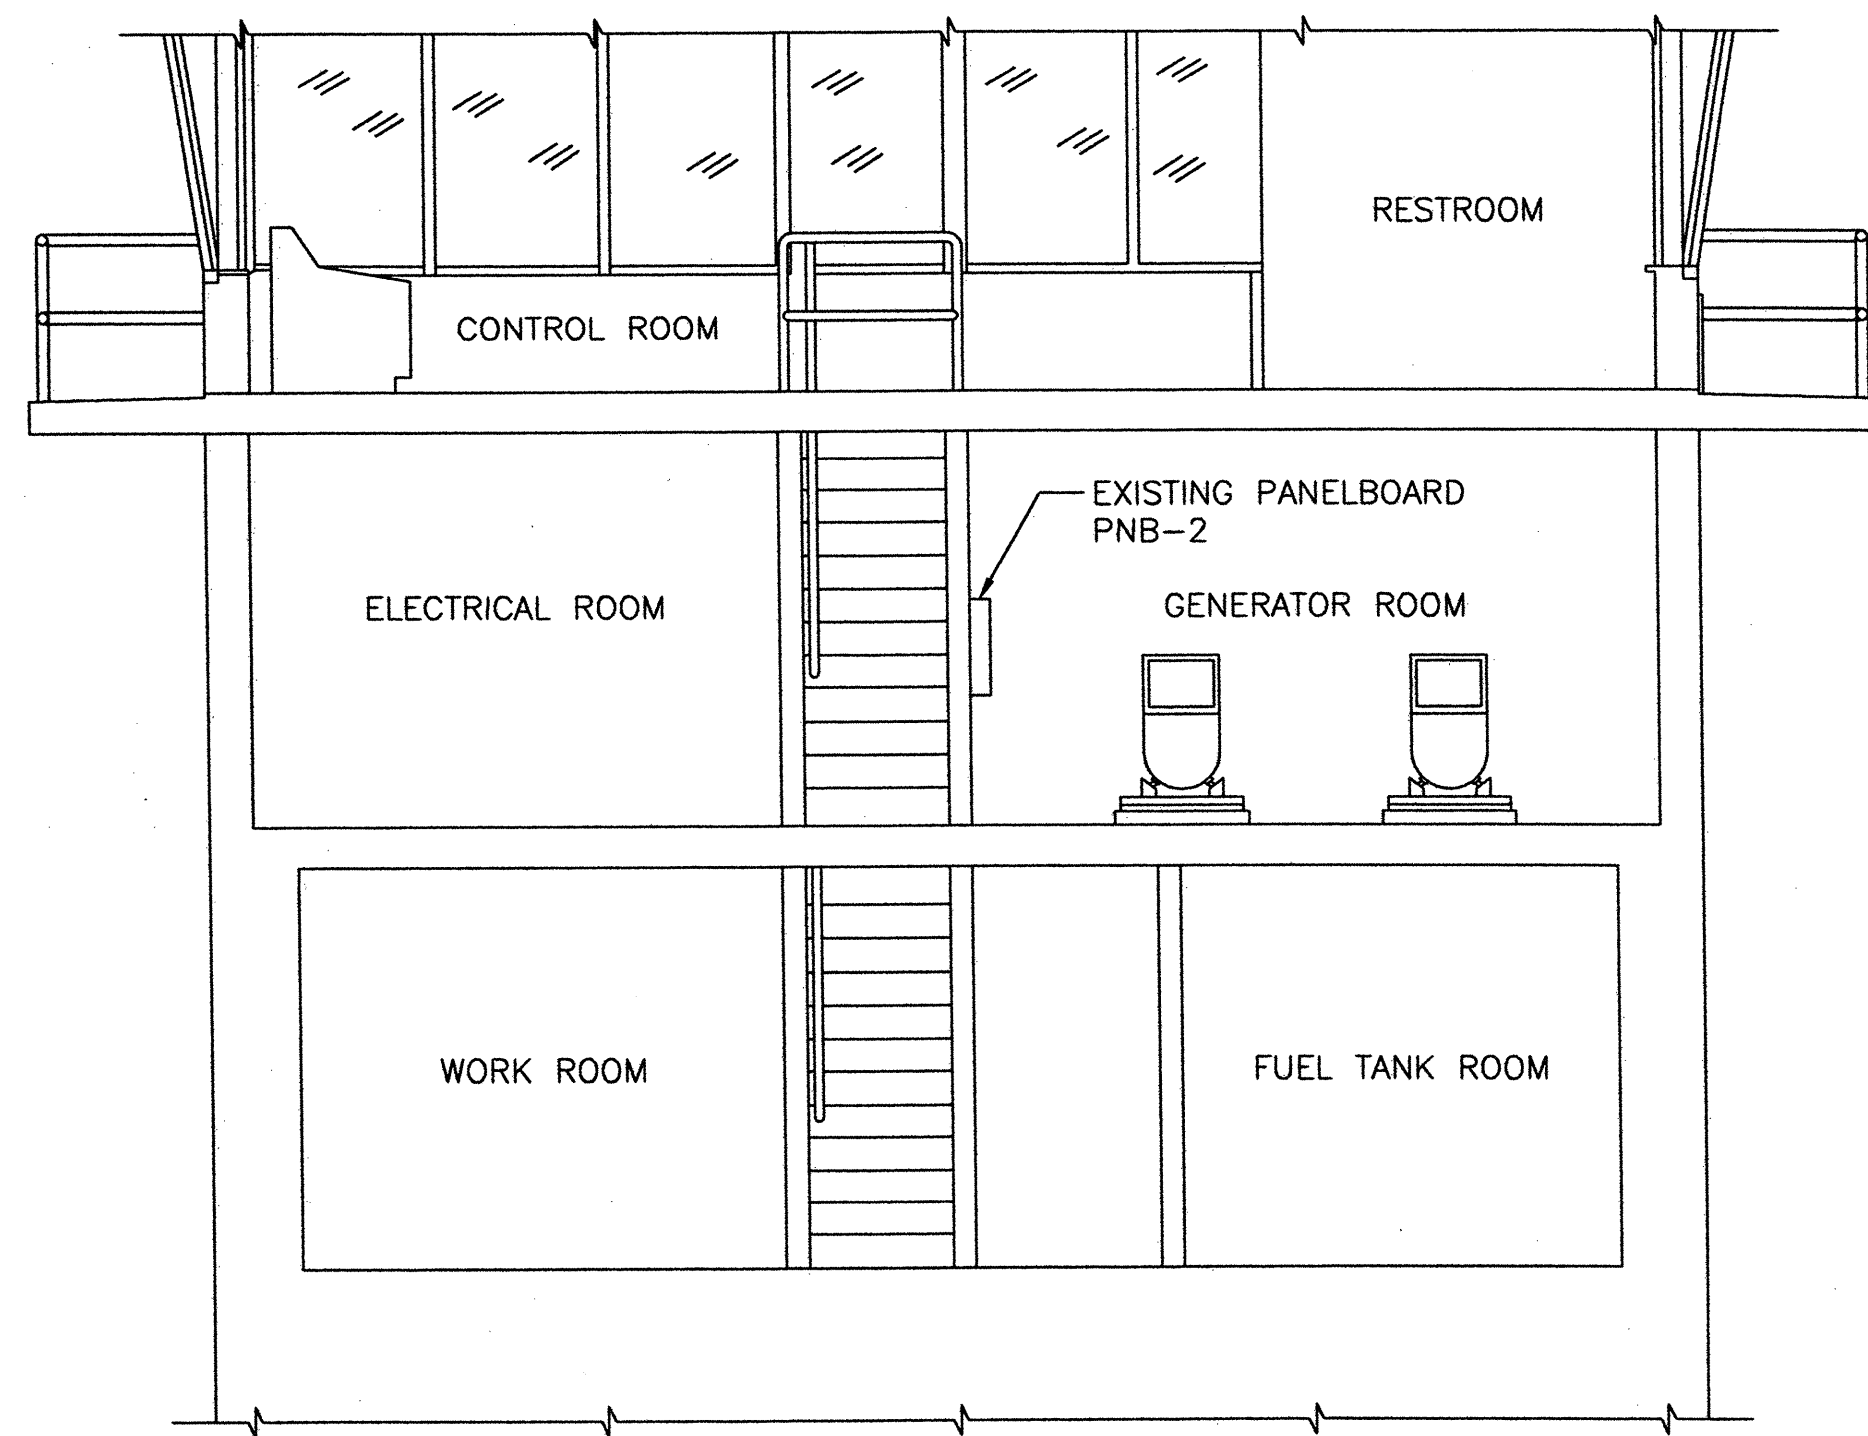 RESTROOM
CONTROL ROOM
EXISTING PANELBOARD
PNB-2
ELECTRICAL ROOM
GENERATOR ROOM
WORK ROOM
FUEL TANK ROOM